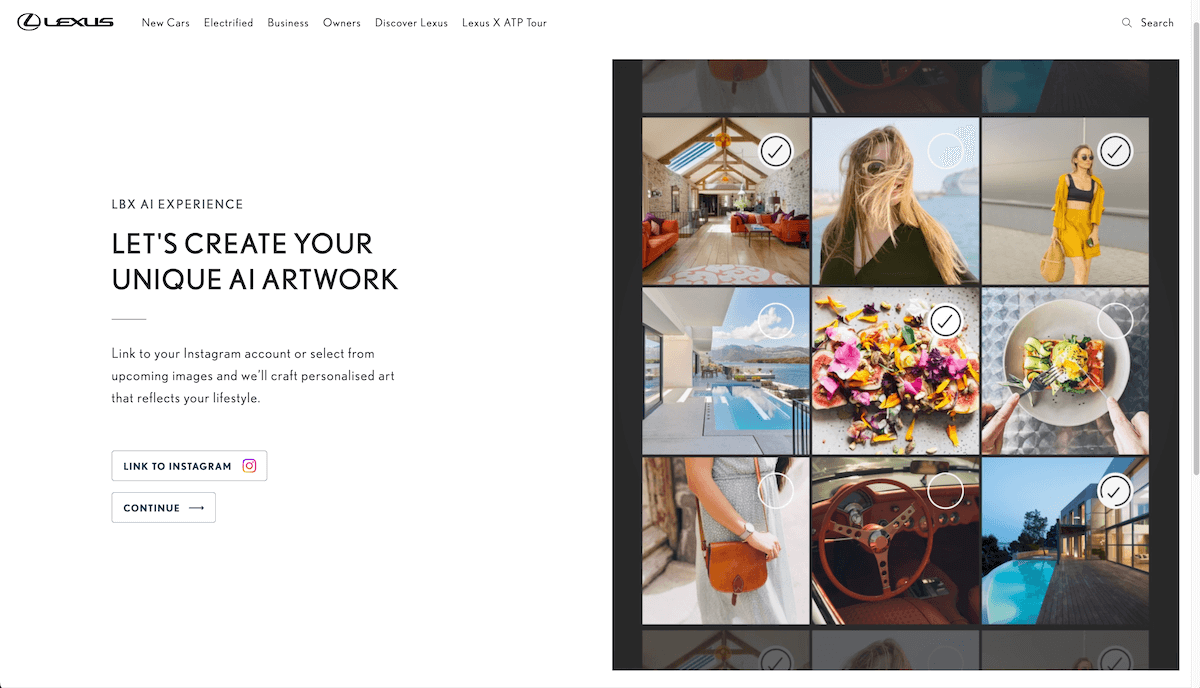 LEXUS
New Cars
Electrified
Business
Owners
Discover Lexus
Lexus X ATP Tour
Search
LBX AI EXPERIENCE
LET'S CREATE YOUR
UNIQUE AI ARTWORK
Link to your Instagram account or select from
upcoming images and we’ll craft personalised art
that reflects your lifestyle.
LINK TO INSTAGRAM
CONTINUE